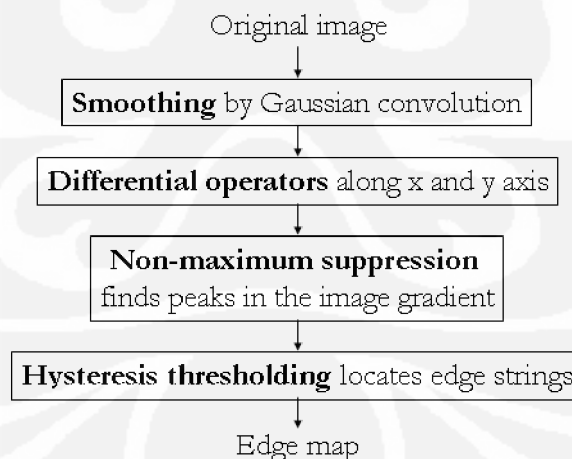 Original image
Smoothing by Gaussian convolution
Differential operators along x and y axis
Non-maximum suppression
finds peaks in the image gradient
Hysteresis thresholding locates edge strings
Edge map